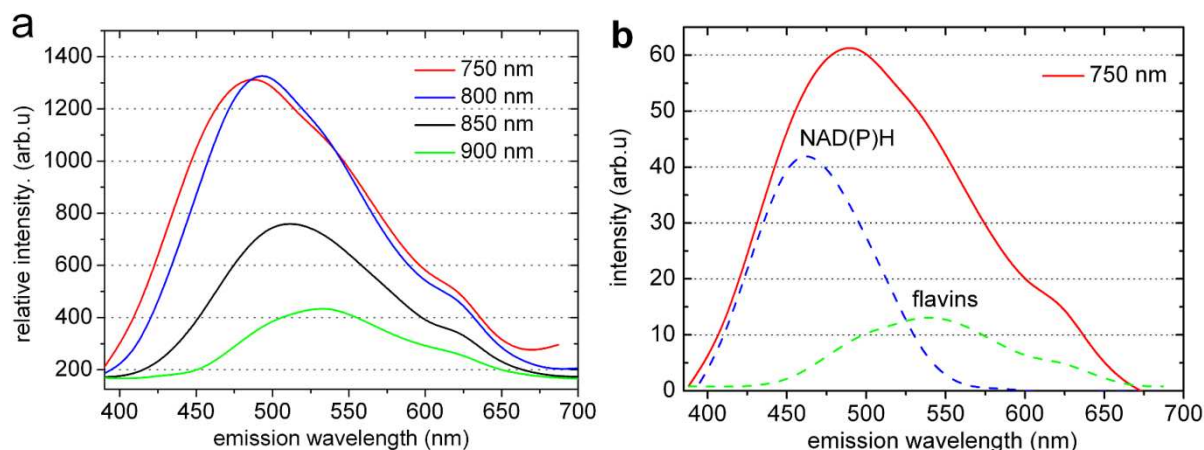 a
1400
1200
1000
800
600
400
200
400 450 500 550 600 650 700
relative intensity. (arb.u)
emission wavelength (nm)
750 nm
800 nm
850 nm
900 nm
b
60
50
40
30
20
10
0
400 450 500 550 600 650 700
intensity (arb.u)
emission wavelength (nm)
750 nm
NAD(P)H
flavins